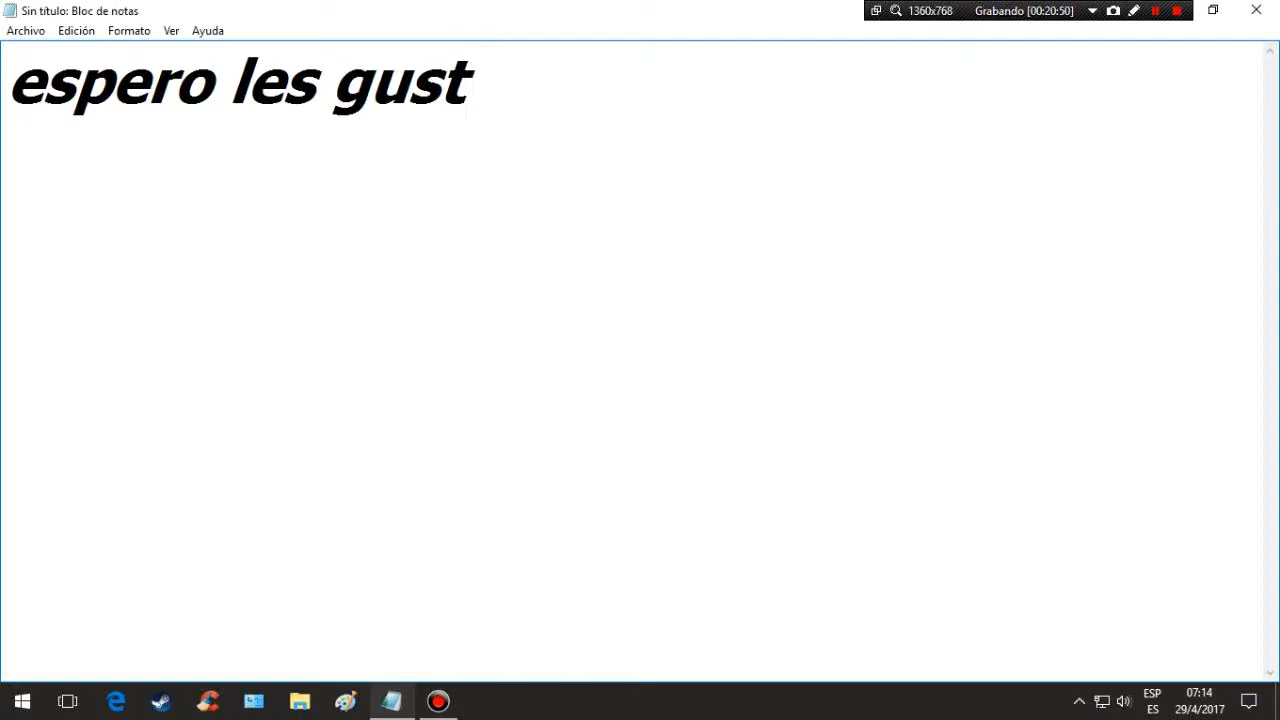 Sin título: Bloc de notas
1360x768 Grabando [00:20:50]
Archivo Edición Formato Ver Ayuda
espero les gust
ESP
ES
07:14
29/4/2017